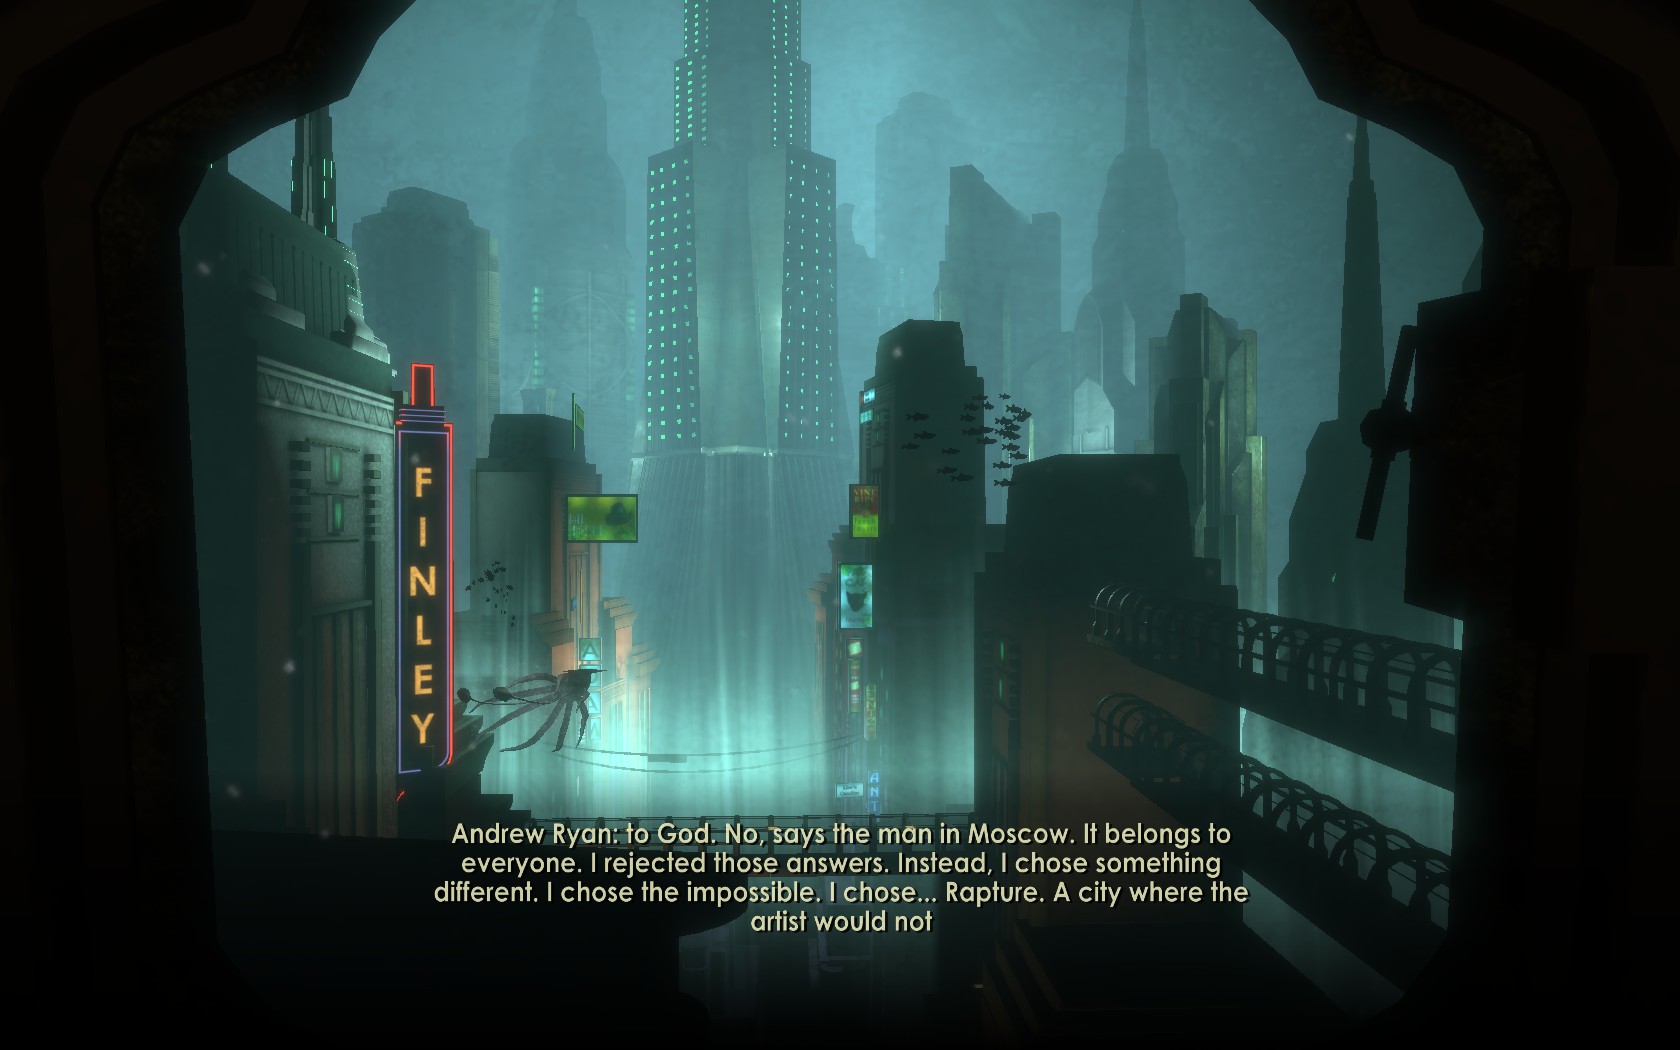 FINLEY
Andrew Ryan: to God. No, says the man in Moscow. It belongs to
everyone. I rejected those answers. Instead, I chose something
different. I chose the impossible. I chose... Rapture. A city where the
artist would not